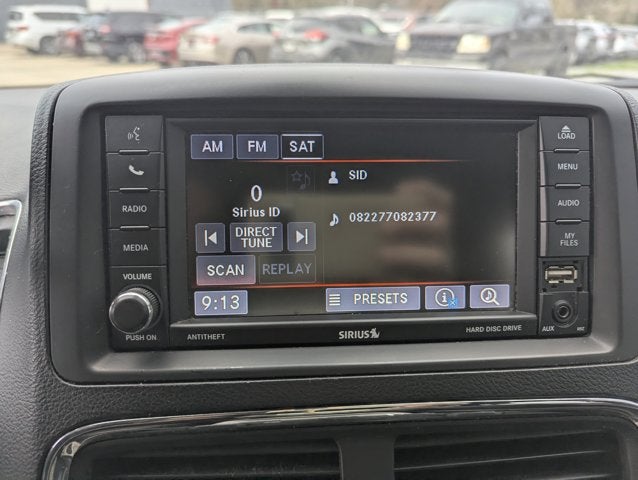 LOAD
MENU
AUDIO
MY
FILES
RADIO
MEDIA
VOLUME
PUSH ON
AM FM SAT
0
Sirius ID
DIRECT
TUNE
SCAN REPLAY
SID
082277082377
9:13
PRESETS
ANTITHEFT
SIRIUS
HARD DISC DRIVE
AUX